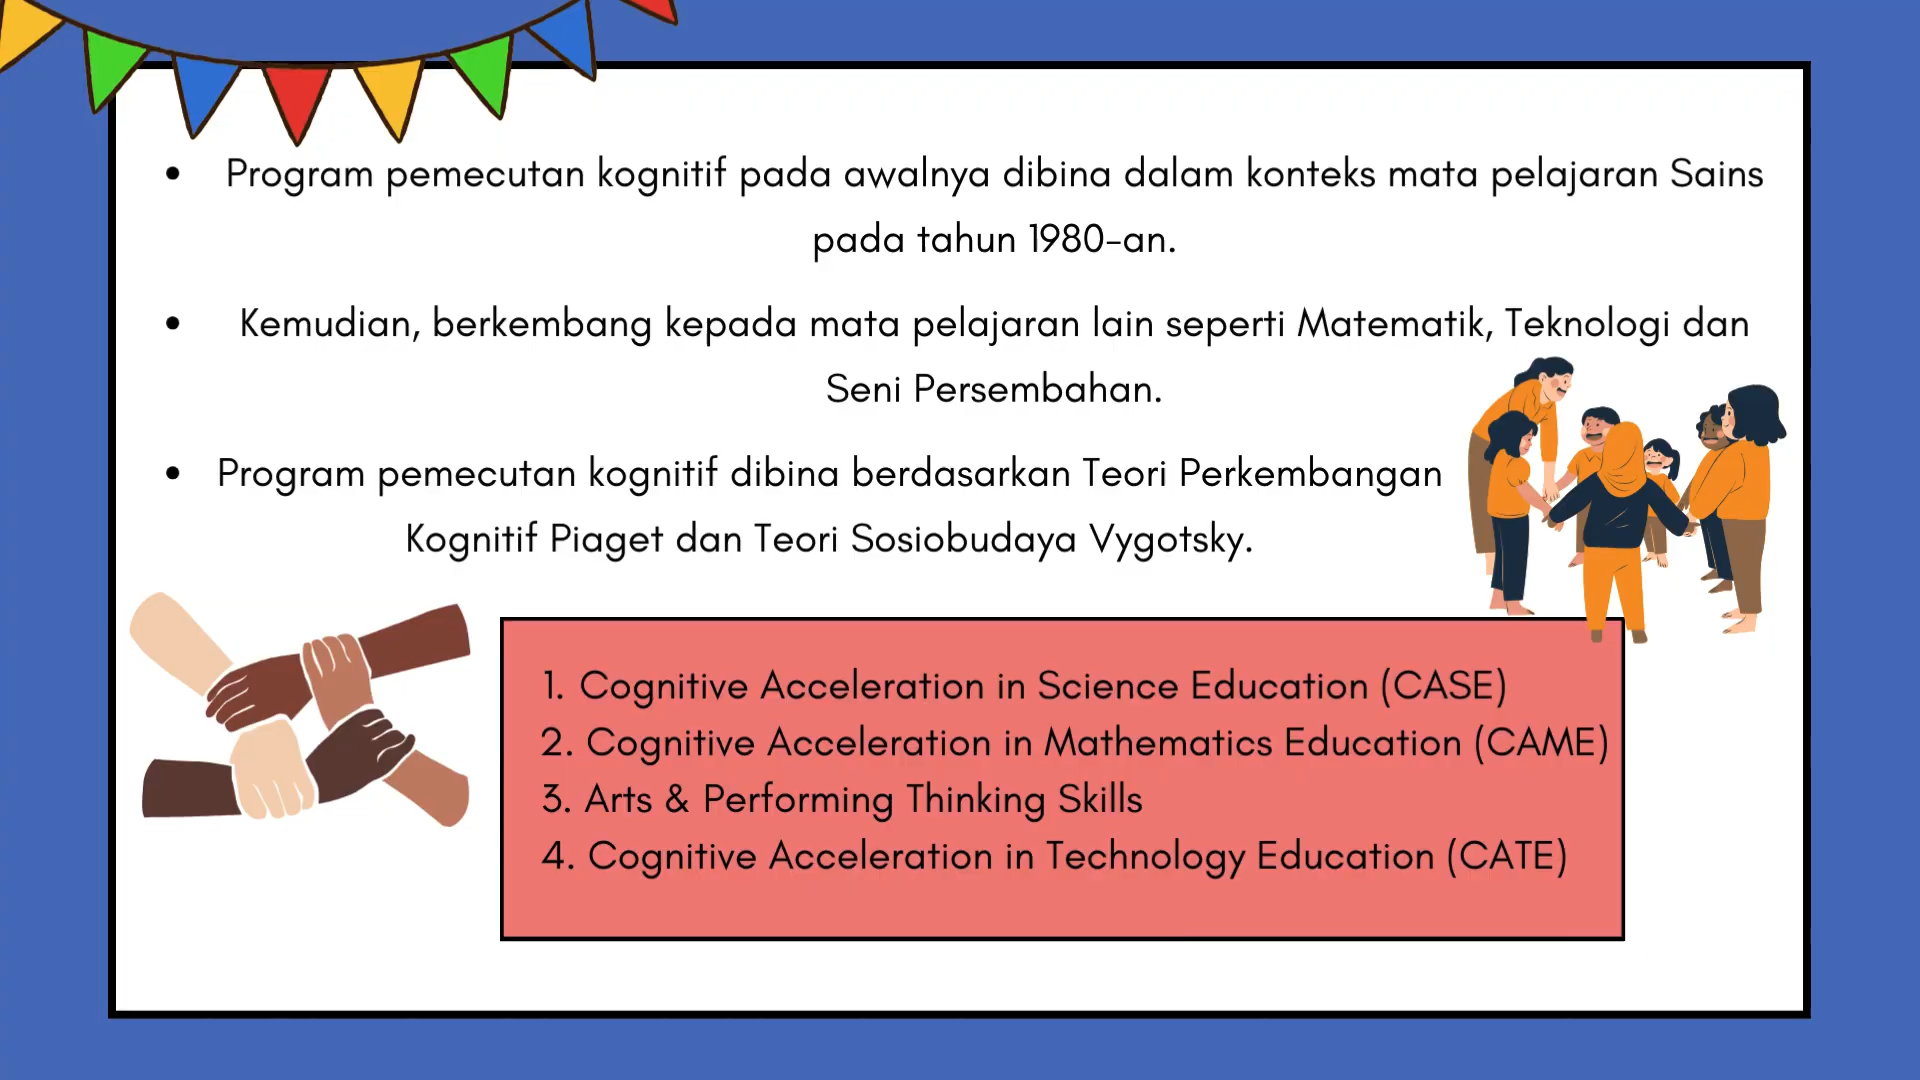 • Program pemecutan kognitif pada awalnya dibina dalam konteks mata pelajaran Sains
pada tahun 1980-an.
• Kemudian, berkembang kepada mata pelajaran lain seperti Matematik, Teknologi dan
Seni Persembahan.
• Program pemecutan kognitif dibina berdasarkan Teori Perkembangan
Kognitif Piaget dan Teori Sosiobudaya Vygotsky.
1. Cognitive Acceleration in Science Education (CASE)
2. Cognitive Acceleration in Mathematics Education (CAME)
3. Arts & Performing Thinking Skills
4. Cognitive Acceleration in Technology Education (CATE)